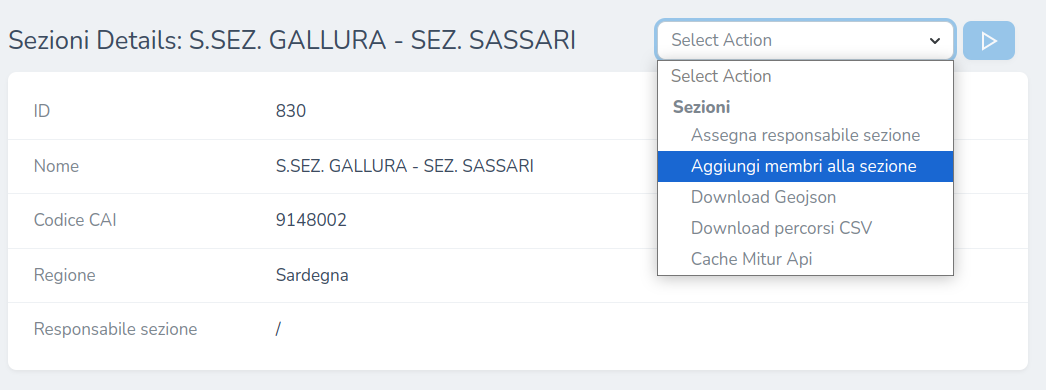 Sezioni Details: S.SEZ. GALLURA - SEZ. SASSARI
Select Action
Select Action
Sezioni
Assegna responsabile sezione
Aggiungi membri alla sezione
Download Geojson
Download percorsi CSV
Cache Mitur Api
ID 830
Nome S.SEZ. GALLURA - SEZ. SASSARI
Codice CAI 9148002
Regione Sardegna
Responsabile sezione /